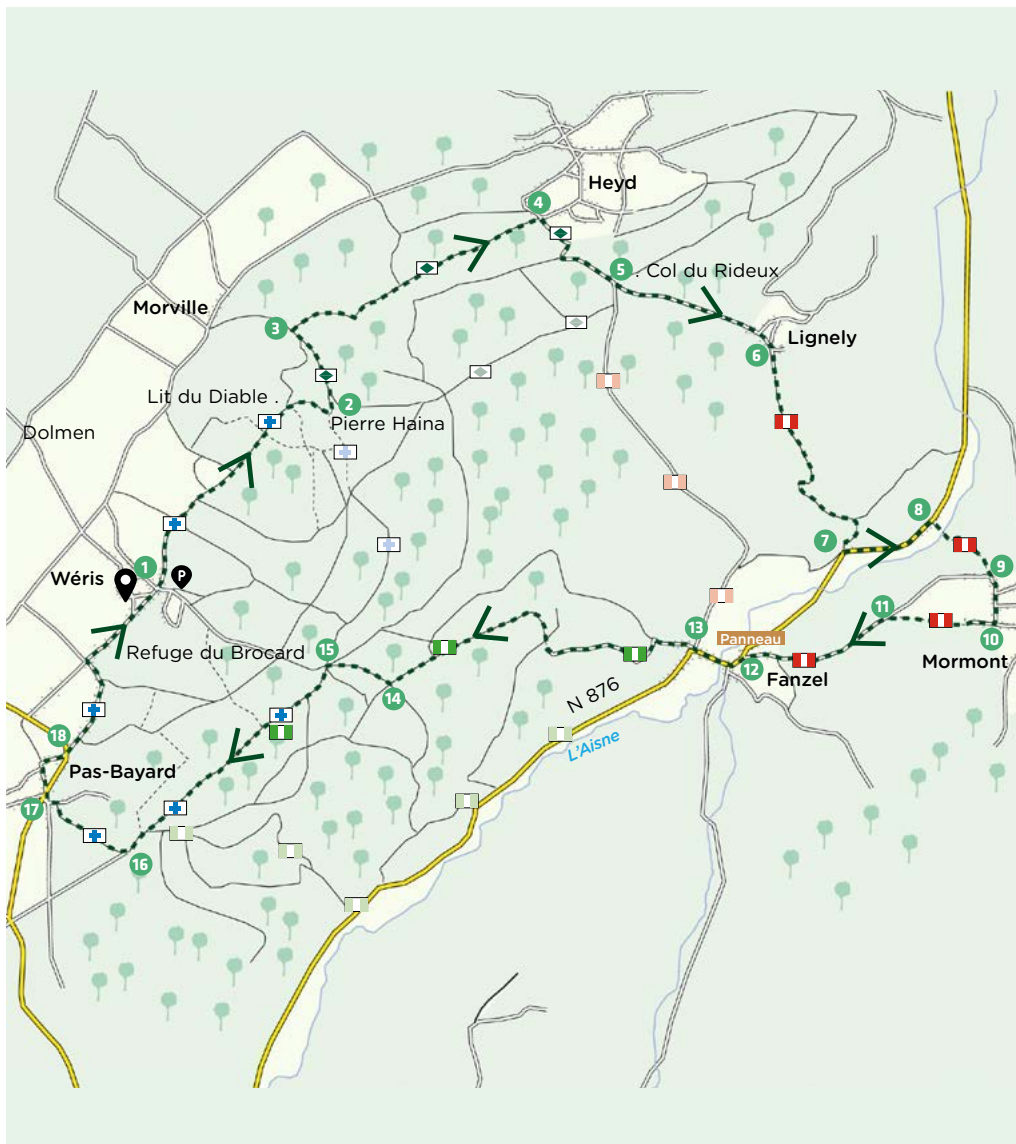 Heyd
4
5 . Col du Rideux
Morville
3
Lignely
6
Lit du Diable .
2
Pierre Haina
Dolmen
8
7
1
P
Wéris
9
11
13
Panneau
10
Refuge du Brocard
15
Mormont
12
Fanzel
14
N 876
18
L'Aisne
Pas-Bayard
17
16